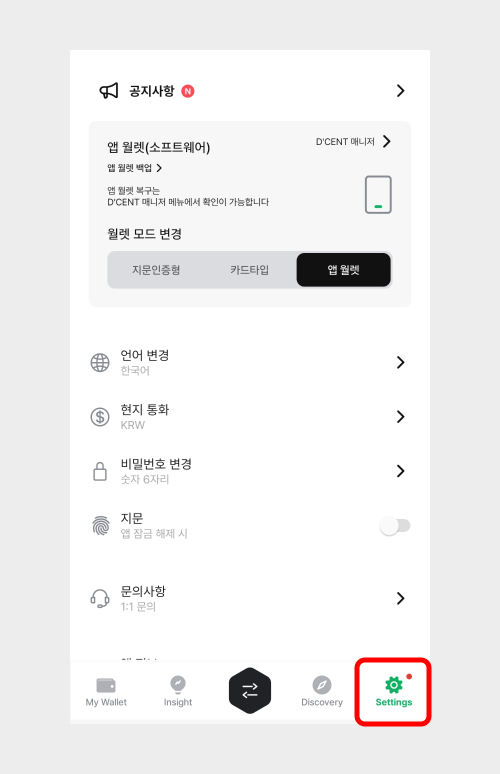 공지사항 N
앱 월렛(소프트웨어)
D'CENT 매니저
앱 월렛 백업
앱 월렛 복구는
D'CENT 매니저 메뉴에서 확인이 가능합니다
월렛 모드 변경
지문인증형 카드타입 앱 월렛
언어 변경
한국어
현지 통화
KRW
비밀번호 변경
숫자 6자리
지문
앱 잠금 해제 시
문의사항
1:1 문의
My Wallet Insight Discovery Settings